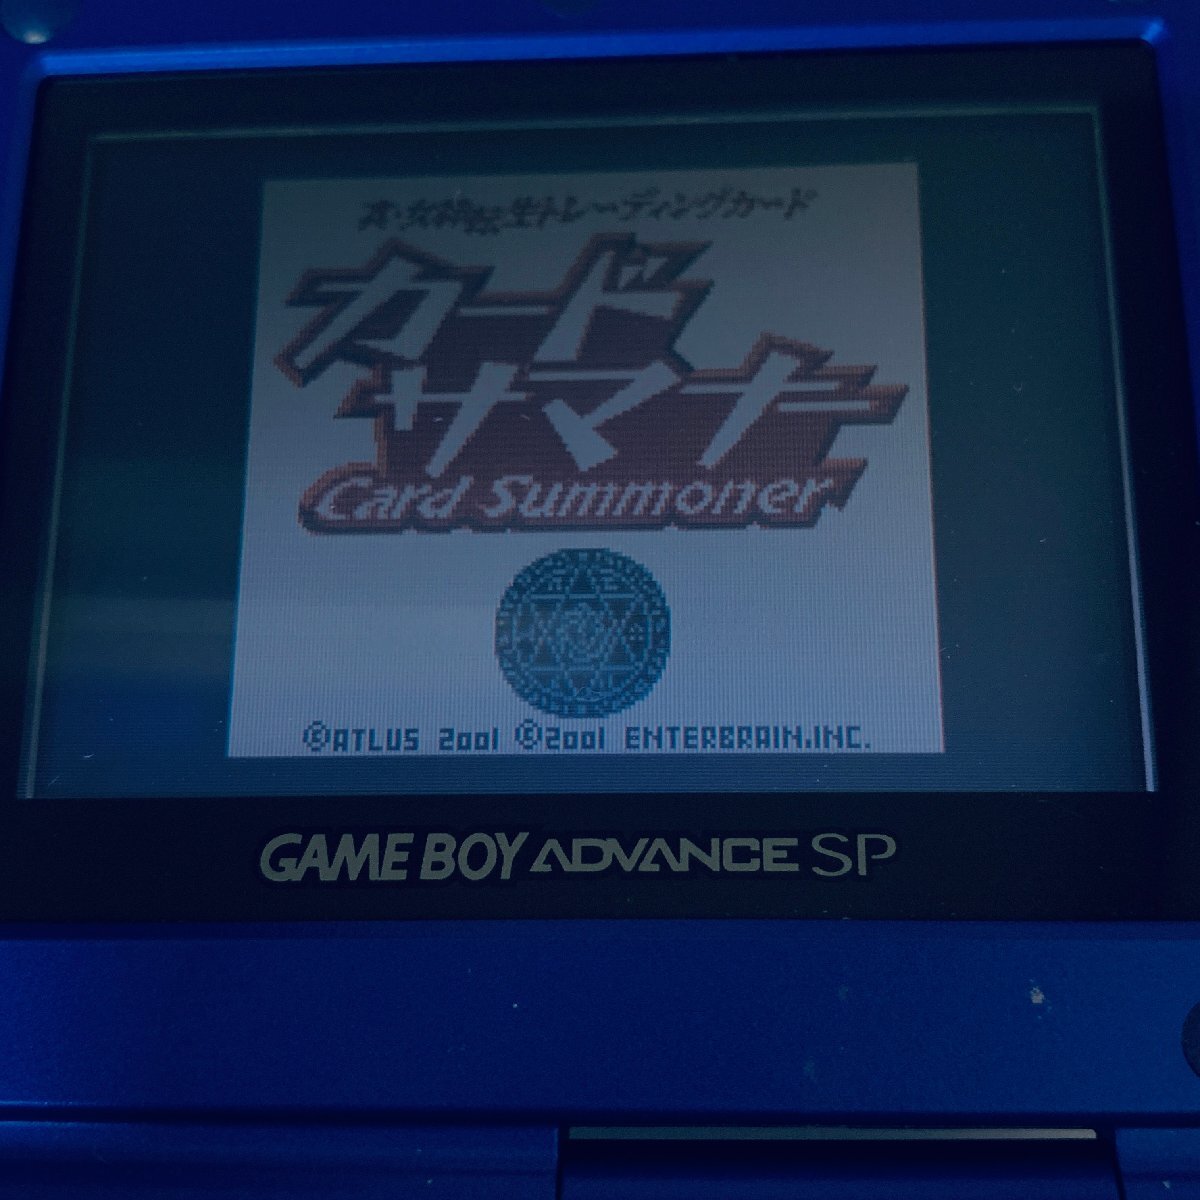 真・女神転生トレーディングカード
カード
サマナー
Card Summoner
©ATLUS 2001 ©2001 ENTERBRAIN.INC.
GAME BOY ADVANCE SP